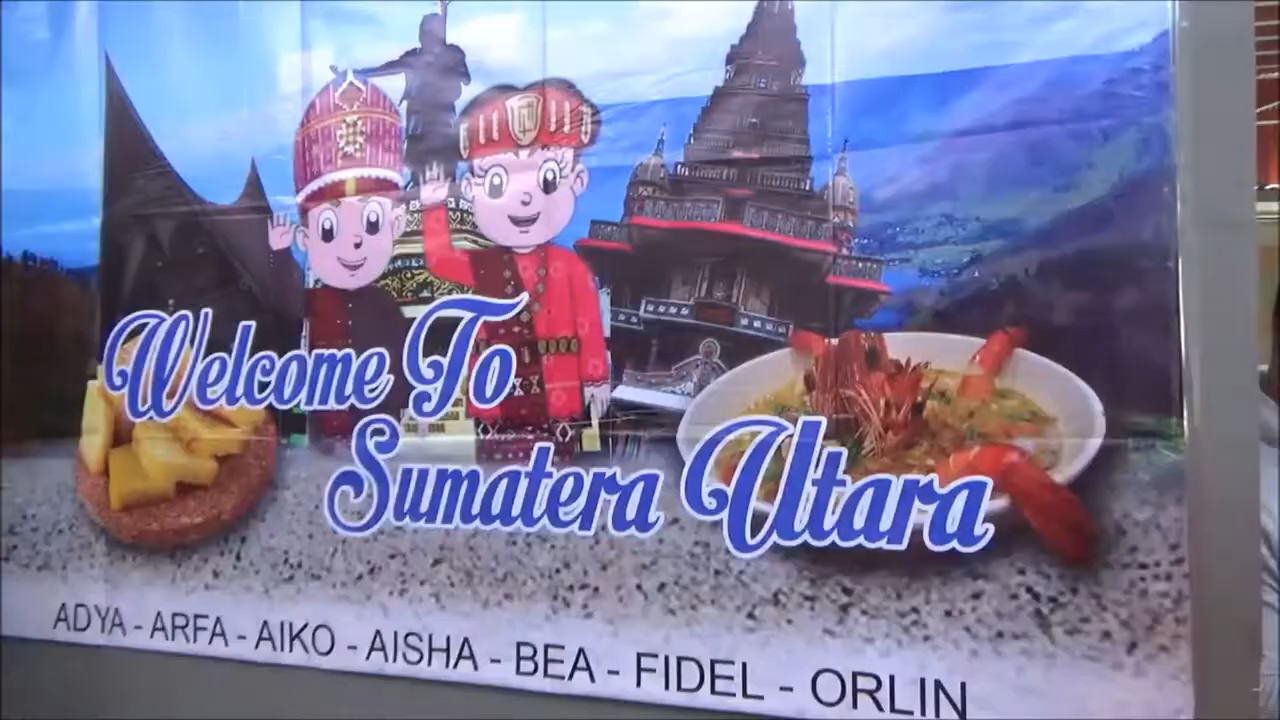 Welcome To
Sumatera Utara
ADYA - ARFA - AIKO - AISHA - BEA - FIDEL - ORLIN